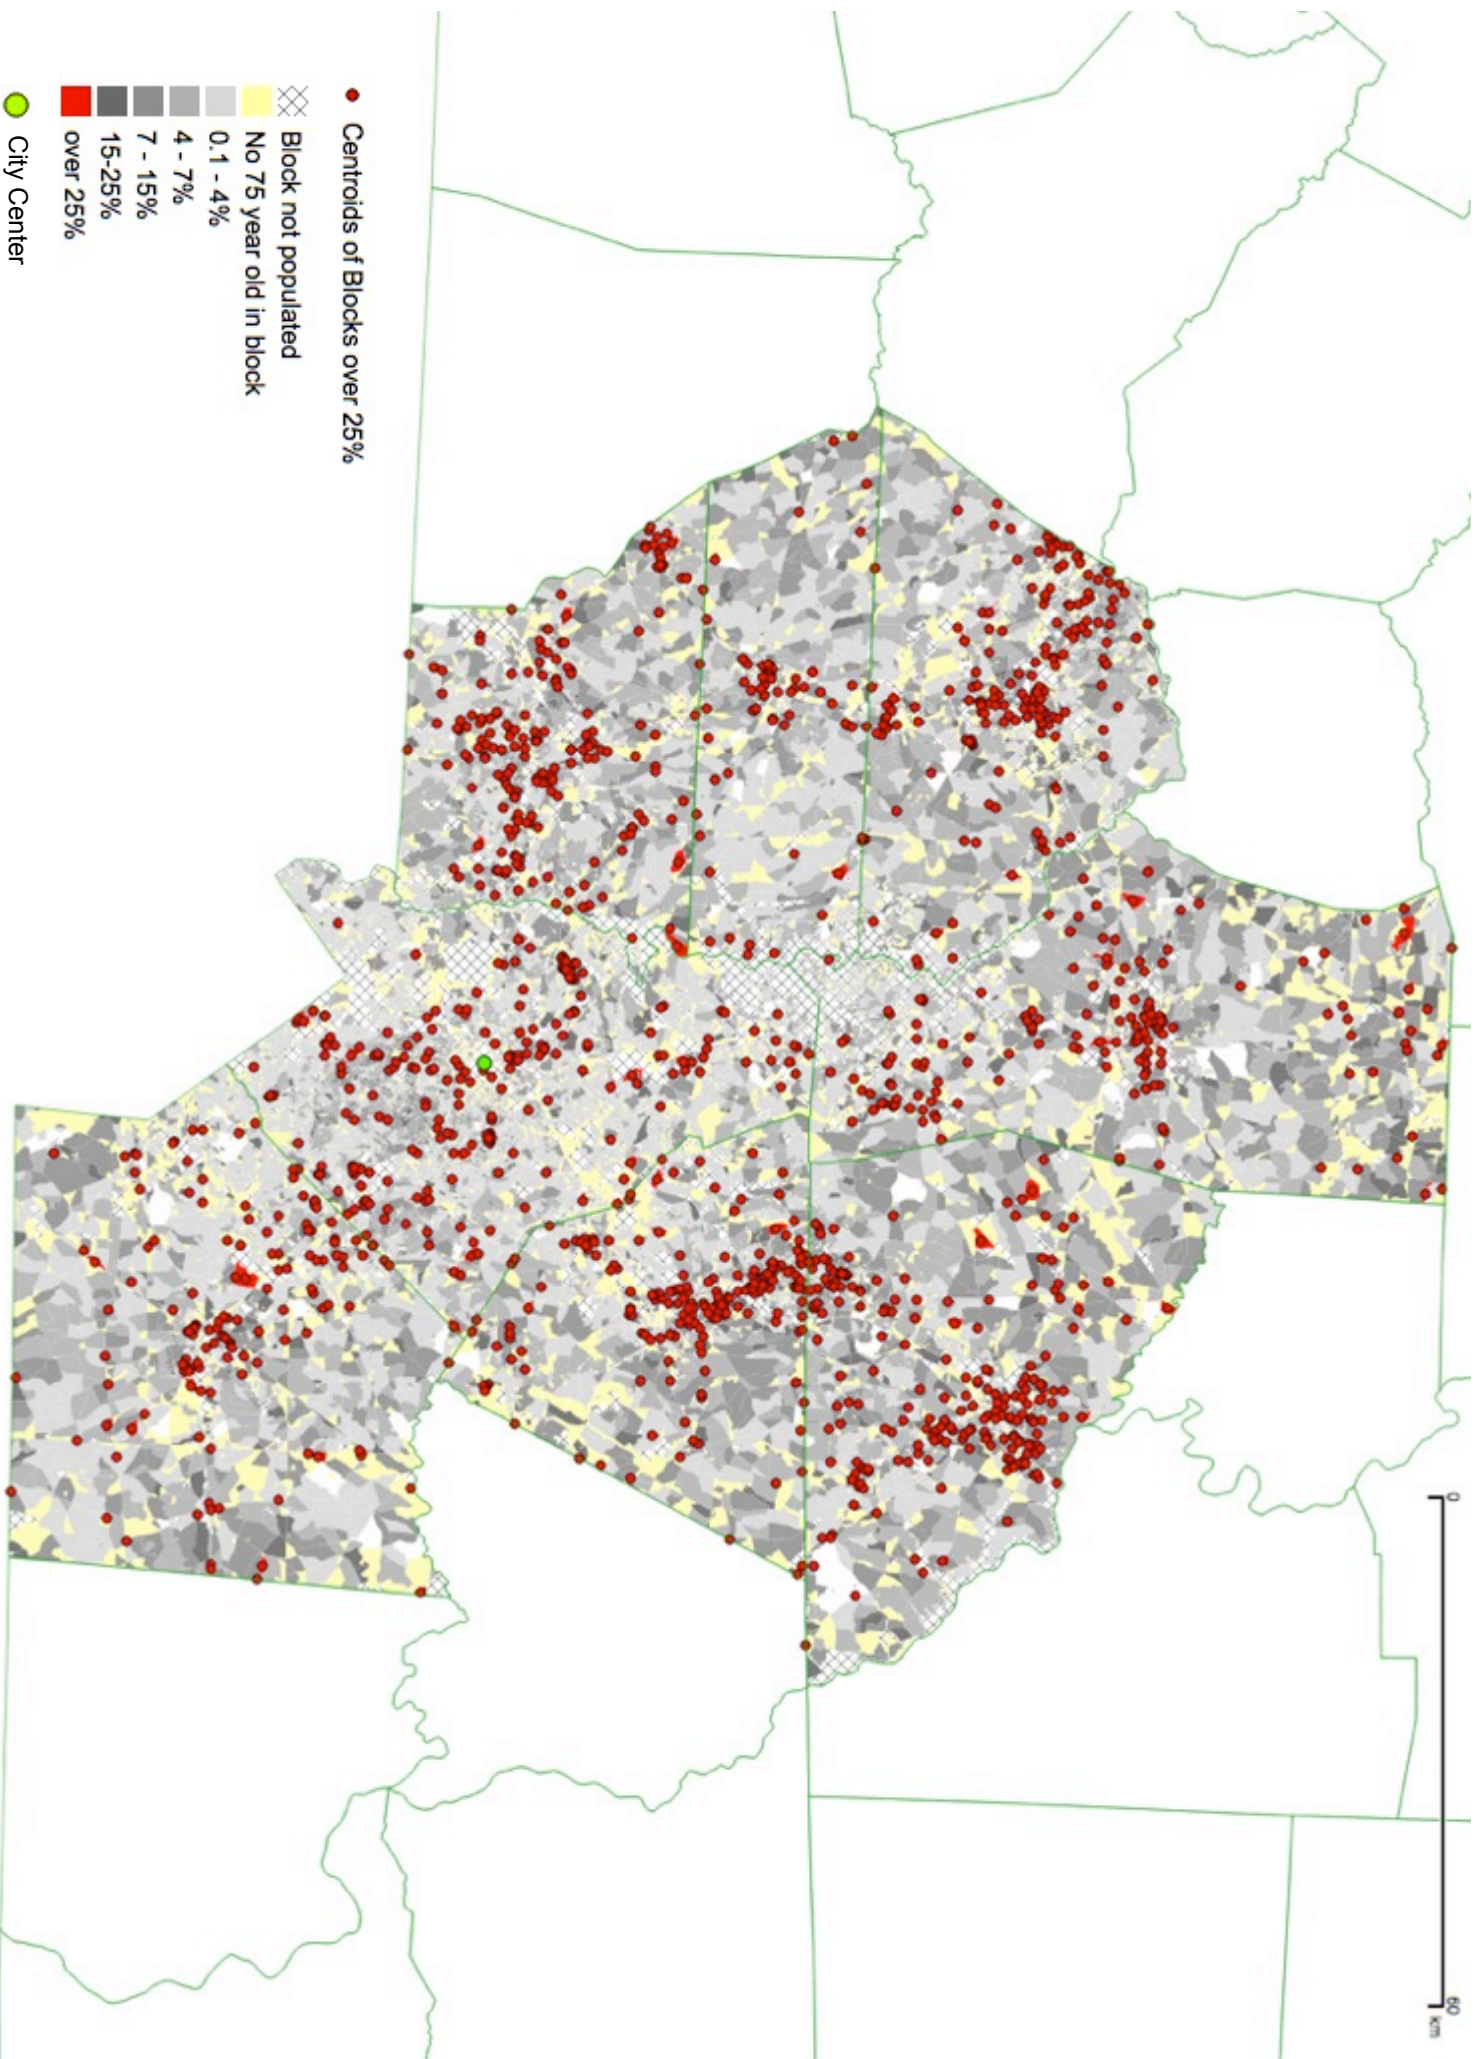 Centroids of Blocks over 25%
Block not populated
No 75 year old in block
0.1 - 4%
4 - 7%
7 - 15%
15-25%
over 25%
City Center
0
60
km